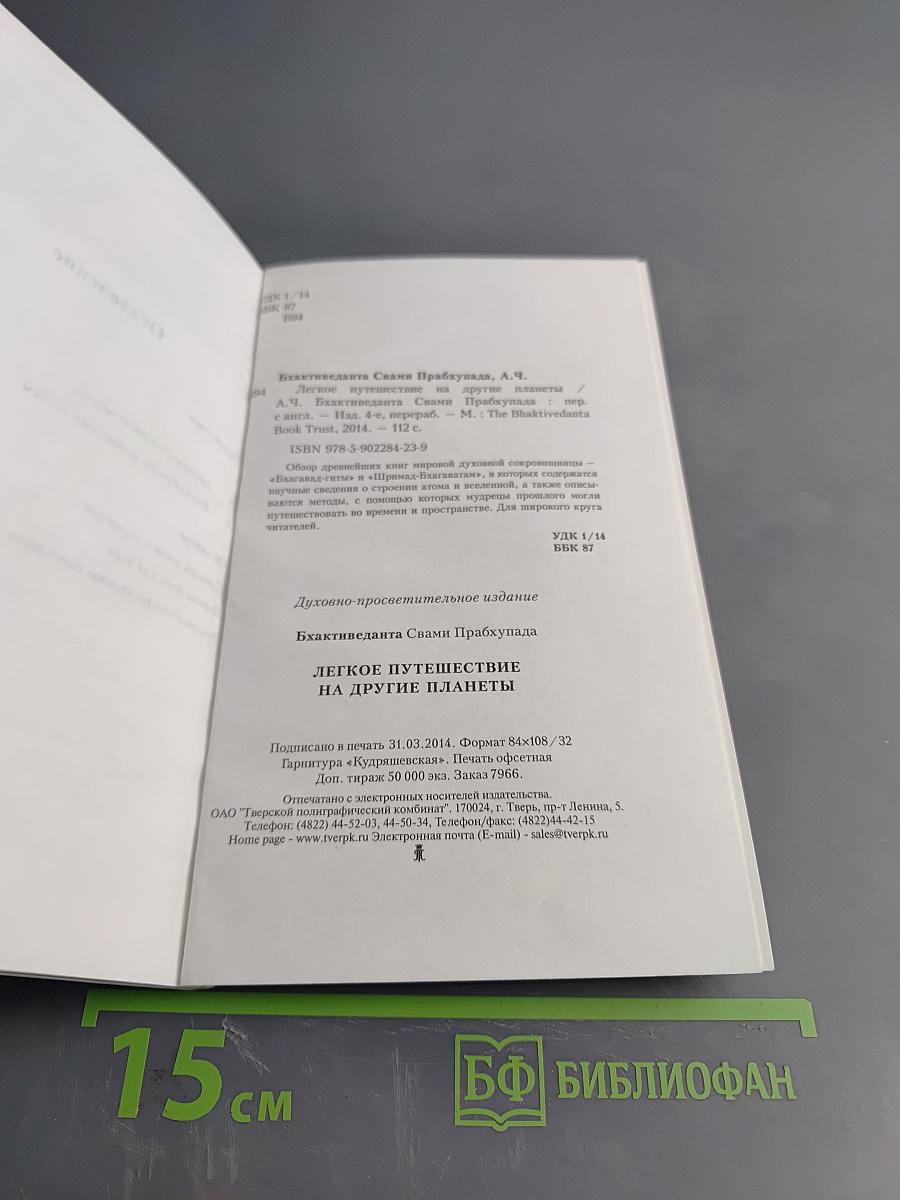 УДК 1/14
ББК 87
Бхактиведанта Свами Прабхупада, А.Ч.
Легкое путешествие на другие планеты /
А.Ч. Бхактиведанта Свами Прабхупада : пер.
с англ. — Изд. 4-е, перераб. — М. : The Bhaktivedanta
Book Trust, 2014. — 112 с.
ISBN 978-5-902284-23-9
Обзор древнейших книг мировой духовной сокровищницы —
«Бхагавад-гиты» и «Шримад-Бхагаватам», в которых содержатся
научные сведения о строении атома и вселенной, а также описы-
ваются методы, с помощью которых мудрецы прошлого могли
путешествовать во времени и пространстве. Для широкого круга
читателей.
УДК 1/14
ББК 87
Духовно-просветительное издание
Бхактиведанта Свами Прабхупада
ЛЕГКОЕ ПУТЕШЕСТВИЕ
НА ДРУГИЕ ПЛАНЕТЫ
Подписано в печать 31.03.2014. Формат 84×108/32
Гарнитура «Кудряшевская». Печать офсетная
Доп. тираж 50 000 экз. Заказ 7966.
Отпечатано с электронных носителей издательства.
ОАО "Тверской полиграфический комбинат". 170024, г. Тверь, пр-т Ленина, 5.
Телефон: (4822) 44-52-03, 44-50-34, Телефон/факс: (4822)44-42-15
Home page - www.tverpk.ru Электронная почта (E-mail) - sales@tverpk.ru
15 см
БФ БИБЛИОФАН